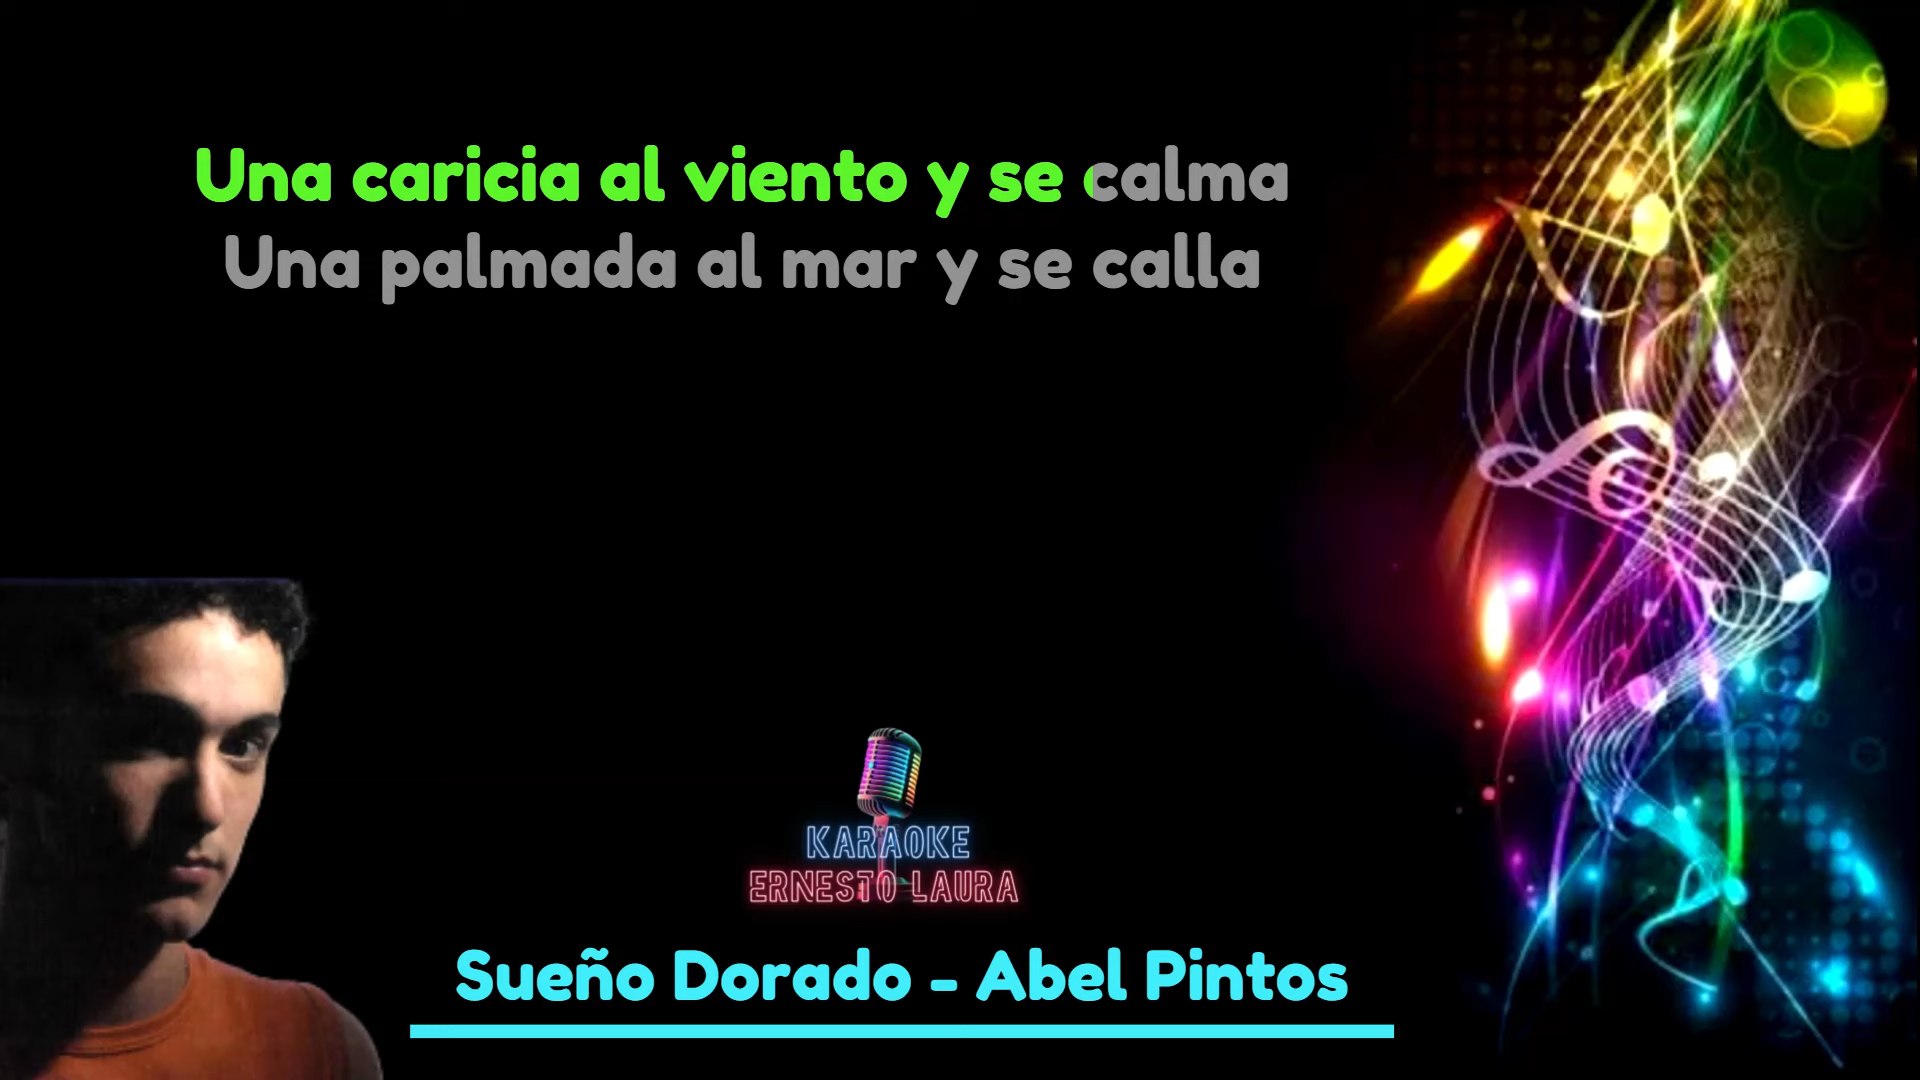 Una caricia al viento y se calma
Una palmada al mar y se calla
KARAOKE
ERNESTO LAURA
Sueño Dorado - Abel Pintos